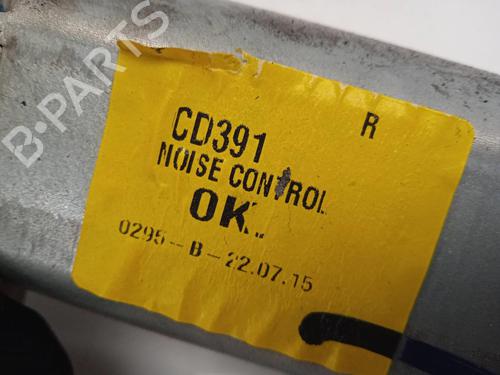 B-PARTS
R
CD391
NOISE CONTROL
OK
0295-B-22.07.15